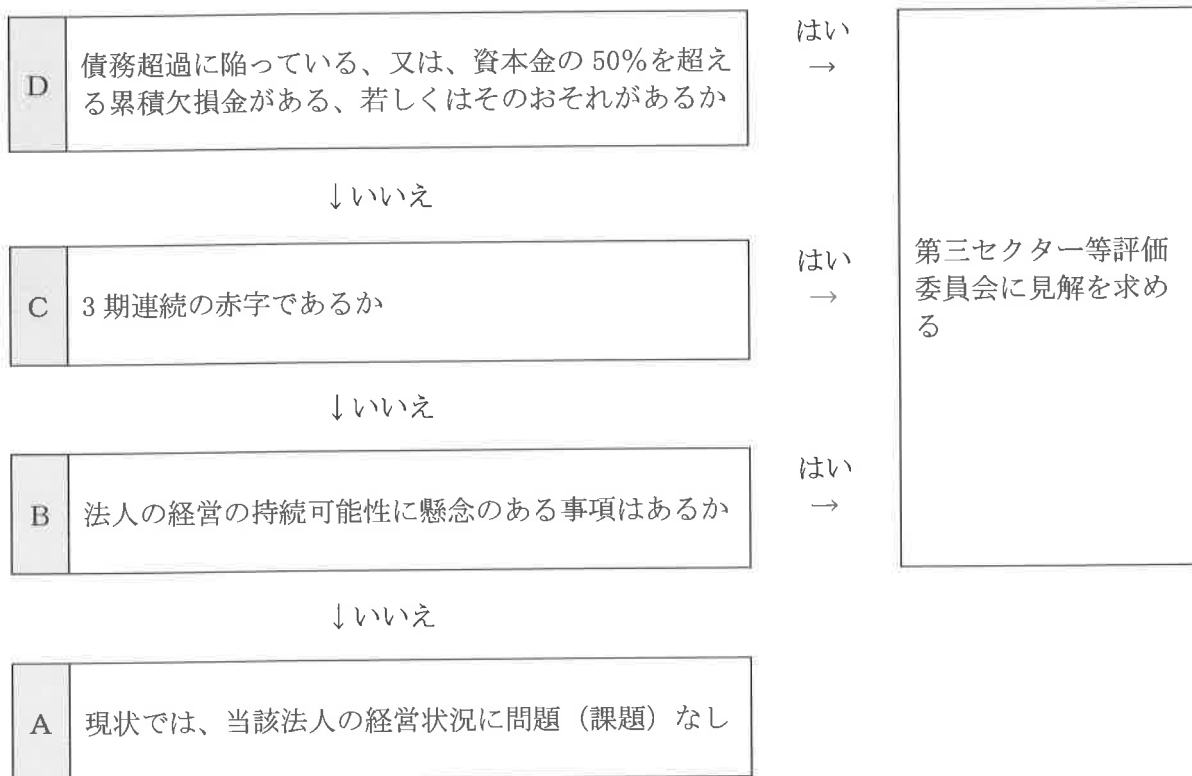 D
債務超過に陥っている、又は、資本金の 50%を超え
る累積欠損金がある、若しくはそのおそれがあるか
はい
→
↓いいえ
C
3 期連続の赤字であるか
はい
→
第三セクター等評価
委員会に見解を求め
る
↓いいえ
B
法人の経営の持続可能性に懸念のある事項はあるか
はい
→
↓いいえ
A
現状では、当該法人の経営状況に問題（課題）なし